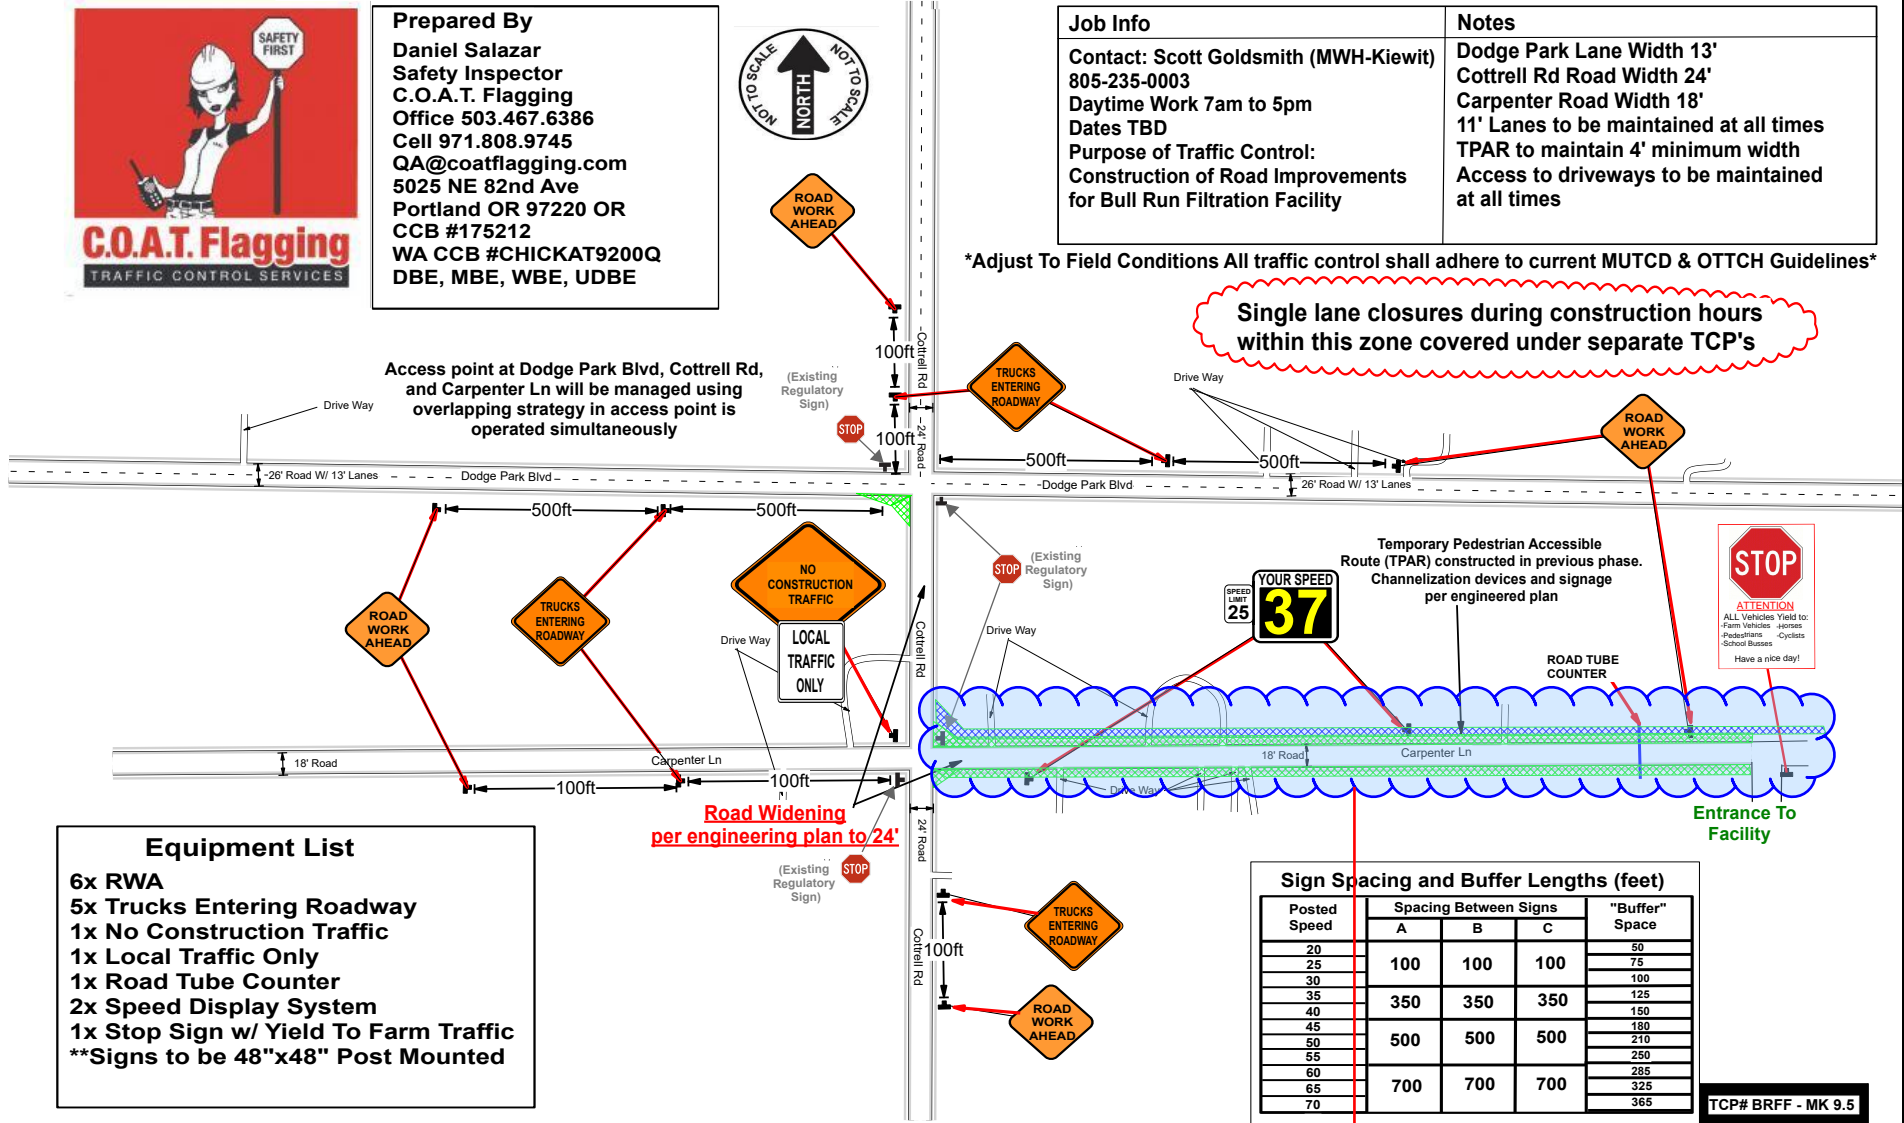 SAFETY
FIRST
C.O.A.T. Flagging
TRAFFIC CONTROL SERVICES
Prepared By
Daniel Salazar
Safety Inspector
C.O.A.T. Flagging
Office 503.467.6386
Cell 971.808.9745
QA@coatflagging.com
5025 NE 82nd Ave
Portland OR 97220 OR
CCB #175212
WA CCB #CHICKAT9200Q
DBE, MBE, WBE, UDBE
NOT TO SCALE
NORTH
NOT TO SCALE
Job Info
Contact: Scott Goldsmith (MWH-Kiewit)
805-235-0003
Daytime Work 7am to 5pm
Dates TBD
Purpose of Traffic Control:
Construction of Road Improvements
for Bull Run Filtration Facility
Notes
Dodge Park Lane Width 13'
Cottrell Rd Road Width 24'
Carpenter Road Width 18'
11' Lanes to be maintained at all times
TPAR to maintain 4' minimum width
Access to driveways to be maintained
at all times
*Adjust To Field Conditions All traffic control shall adhere to current MUTCD & OTTCH Guidelines*
Single lane closures during construction hours
within this zone covered under separate TCP's
ROAD
WORK
AHEAD
100ft
Cottrell Rd
100ft
24' Road
TRUCKS
ENTERING
ROADWAY
(Existing
Regulatory
Sign)
STOP
Access point at Dodge Park Blvd, Cottrell Rd,
and Carpenter Ln will be managed using
overlapping strategy in access point is
operated simultaneously
Drive Way
Drive Way
ROAD
WORK
AHEAD
500ft
500ft
26' Road W/ 13' Lanes
Dodge Park Blvd
Dodge Park Blvd
26' Road W/ 13' Lanes
500ft
500ft
NO
CONSTRUCTION
TRAFFIC
LOCAL
TRAFFIC
ONLY
ROAD
WORK
AHEAD
TRUCKS
ENTERING
ROADWAY
Drive Way
Cottrell Rd
STOP
(Existing
Regulatory
Sign)
Drive Way
SPEED
LIMIT
25
YOUR SPEED
37
Temporary Pedestrian Accessible
Route (TPAR) constructed in previous phase.
Channelization devices and signage
per engineered plan
STOP
ATTENTION
ALL Vehicles Yield to:
-Farm Vehicles -Horses
-Pedestrians -Cyclists
-School Busses
Have a nice day!
ROAD TUBE
COUNTER
18' Road
Carpenter Ln
18' Road
Carpenter Ln
Drive Way
100ft
100ft
Road Widening
per engineering plan to 24'
24' Road
(Existing
Regulatory
Sign)
STOP
Entrance To
Facility
TRUCKS
ENTERING
ROADWAY
100ft
Cottrell Rd
ROAD
WORK
AHEAD
Equipment List
6x RWA
5x Trucks Entering Roadway
1x No Construction Traffic
1x Local Traffic Only
1x Road Tube Counter
2x Speed Display System
1x Stop Sign w/ Yield To Farm Traffic
**Signs to be 48"x48" Post Mounted
Sign Spacing and Buffer Lengths (feet)
Posted Speed Spacing Between Signs "Buffer" Space
A B C
20 50
25 100 100 100 75
30 100
35 350 350 350 125
40 150
45 180
50 500 500 500 210
55 250
60 285
65 700 700 700 325
70 365
TCP# BRFF - MK 9.5